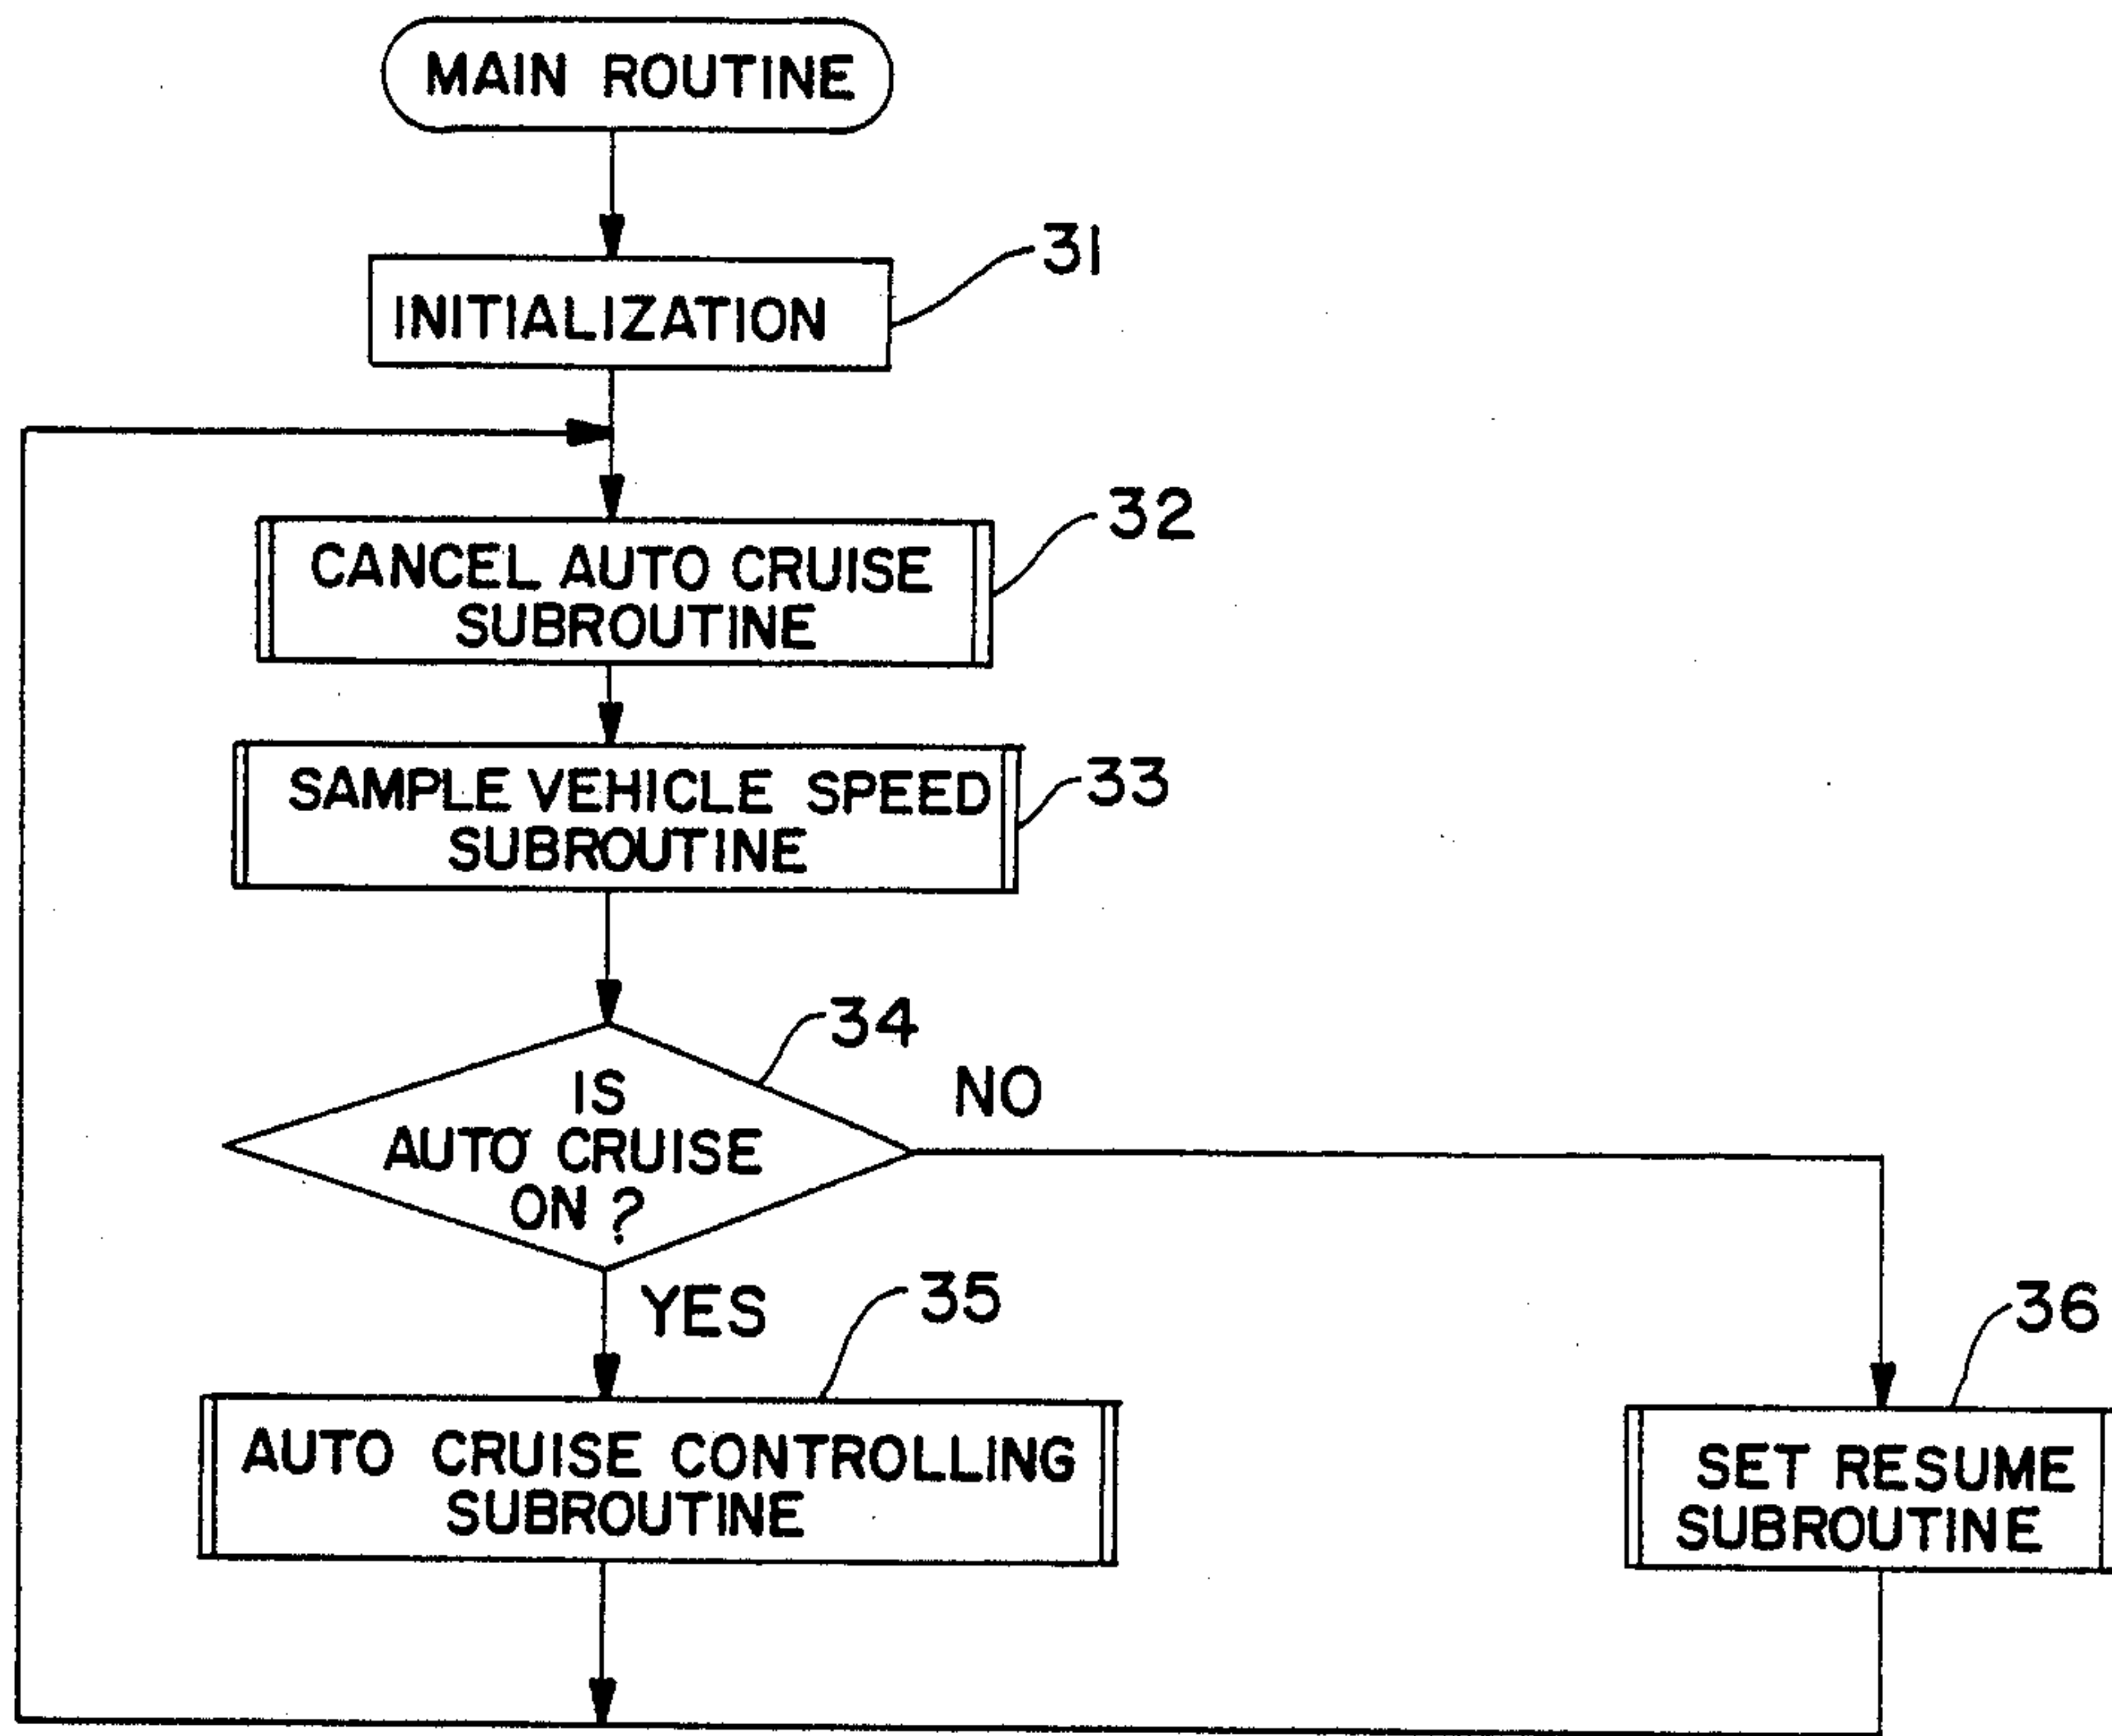 MAIN ROUTINE
INITIALIZATION
31
CANCEL AUTO CRUISE
SUBROUTINE
32
SAMPLE VEHICLE SPEED
SUBROUTINE
33
34
IS
AUTO CRUISE
ON?
NO
YES
35
AUTO CRUISE CONTROLLING
SUBROUTINE
36
SET RESUME
SUBROUTINE